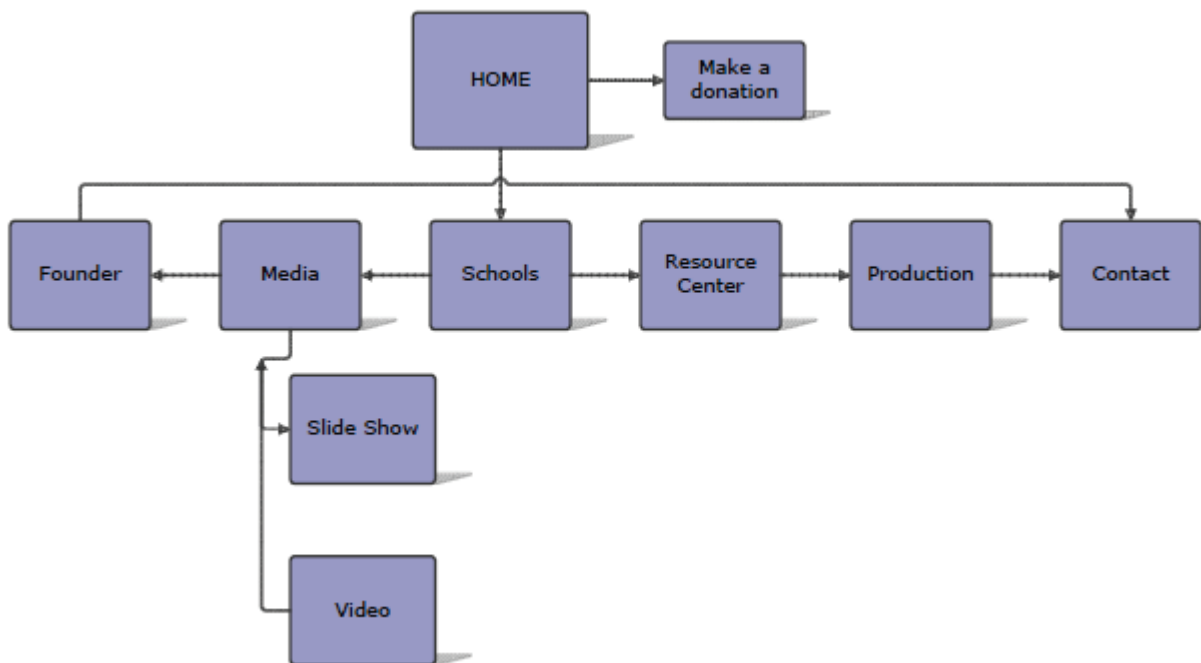 HOME
Make a
donation
Founder
Media
Schools
Resource
Center
Production
Contact
Slide Show
Video